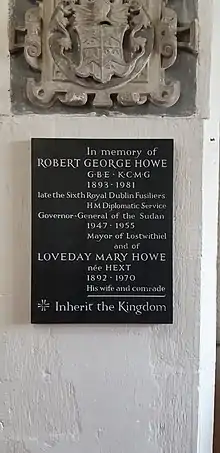 In memory of
ROBERT GEORGE HOWE
G·B·E · K·C·M·G
1893-1981
late the Sixth Royal Dublin Fusiliers
HM Diplomatic Service
Governor-General of the Sudan
1947-1955
Mayor of Lostwithiel
and of
LOVEDAY MARY HOWE
née HEXT
1892-1970
His wife and comrade
Inherit the Kingdom